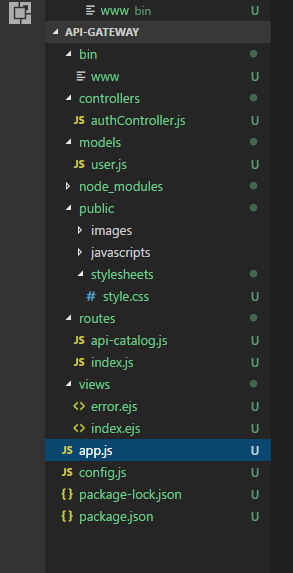 www bin U
API-GATEWAY
bin
www U
controllers
JS authController.js U
models
JS user.js U
node_modules
public
images
javascripts
stylesheets
# style.css U
routes
JS api-catalog.js U
JS index.js U
views
<> error.ejs U
<> index.ejs U
JS app.js U
JS config.js U
{} package-lock.json U
{} package.json U